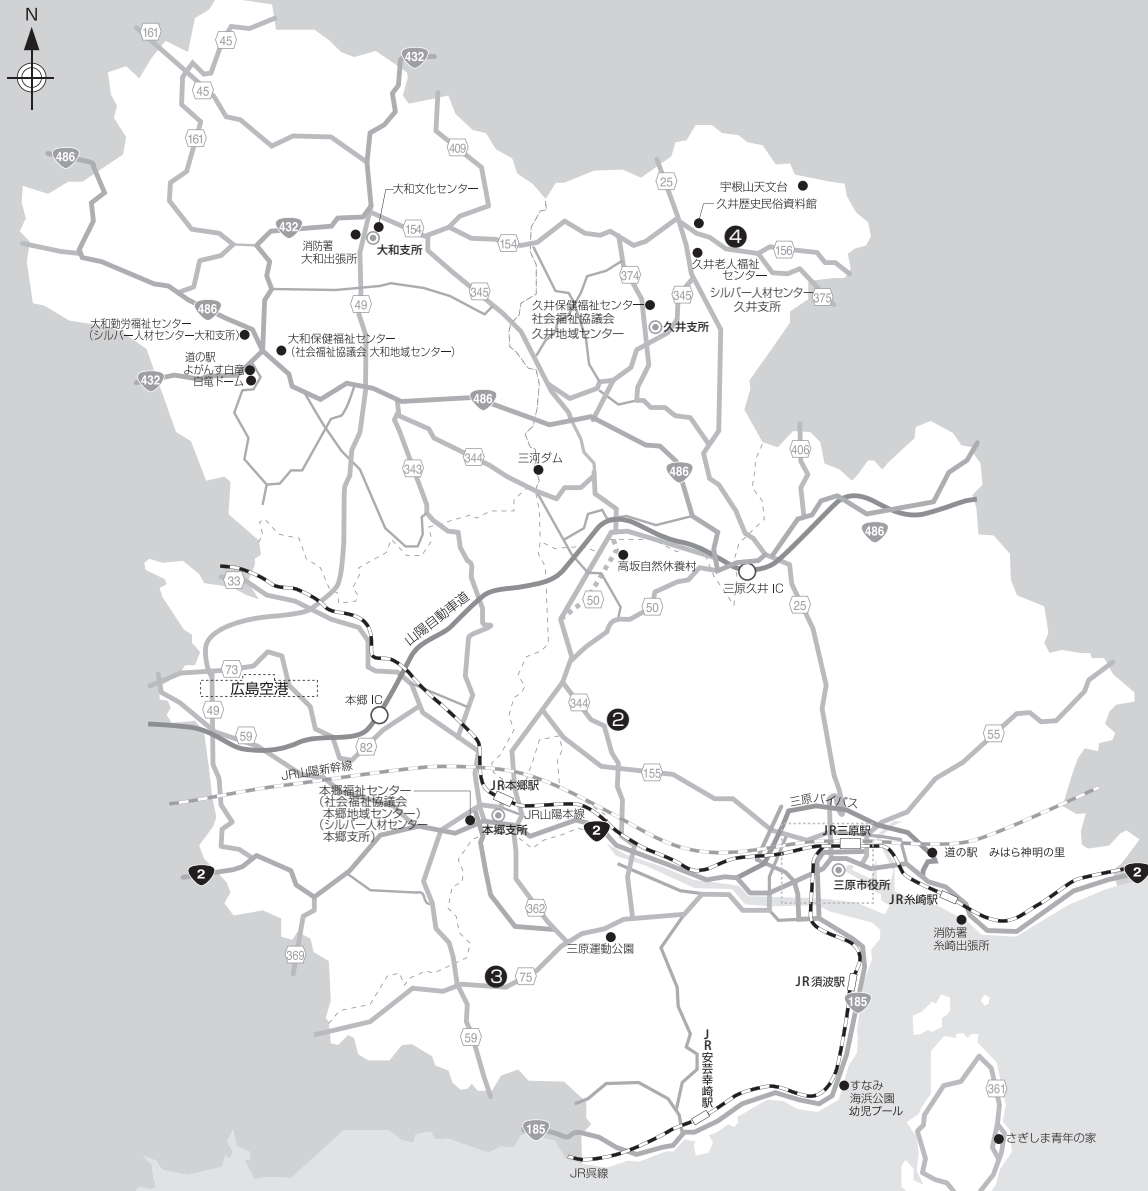 N
161
45
432
45
161
409
486
25
宇根山天文台
大和文化センター
久井歴史民俗資料館
432
154
154
4
156
消防署
大和出張所
大和支所
久井老人福祉
センター
374
345
345
シルバー人材センター
久井支所
375
49
久井保健福祉センター
社会福祉協議会
久井地域センター
久井支所
486
大和勤労福祉センター
（シルバー人材センター大和支所）
大和保健福祉センター
（社会福祉協議会 大和地域センター）
道の駅
よがんす白竜
白竜ドーム
432
486
406
343
344
三河ダム
486
486
高坂自然休養村
三原久井 IC
33
50
50
25
山陽自動車道
73
広島空港
本郷 IC
49
344
2
59
82
55
JR山陽新幹線
155
本郷福祉センター
（社会福祉協議会
本郷地域センター）
（シルバー人材センター
本郷支所）
JR本郷駅
JR山陽本線
本郷支所
2
三原バイパス
JR三原駅
道の駅　みはら神明の里
2
三原市役所
JR糸崎駅
2
362
消防署
糸崎出張所
369
三原運動公園
3
75
JR須波駅
185
59
JR安芸幸崎駅
すなみ
海浜公園
幼児プール
361
185
さぎしま青年の家
JR呉線